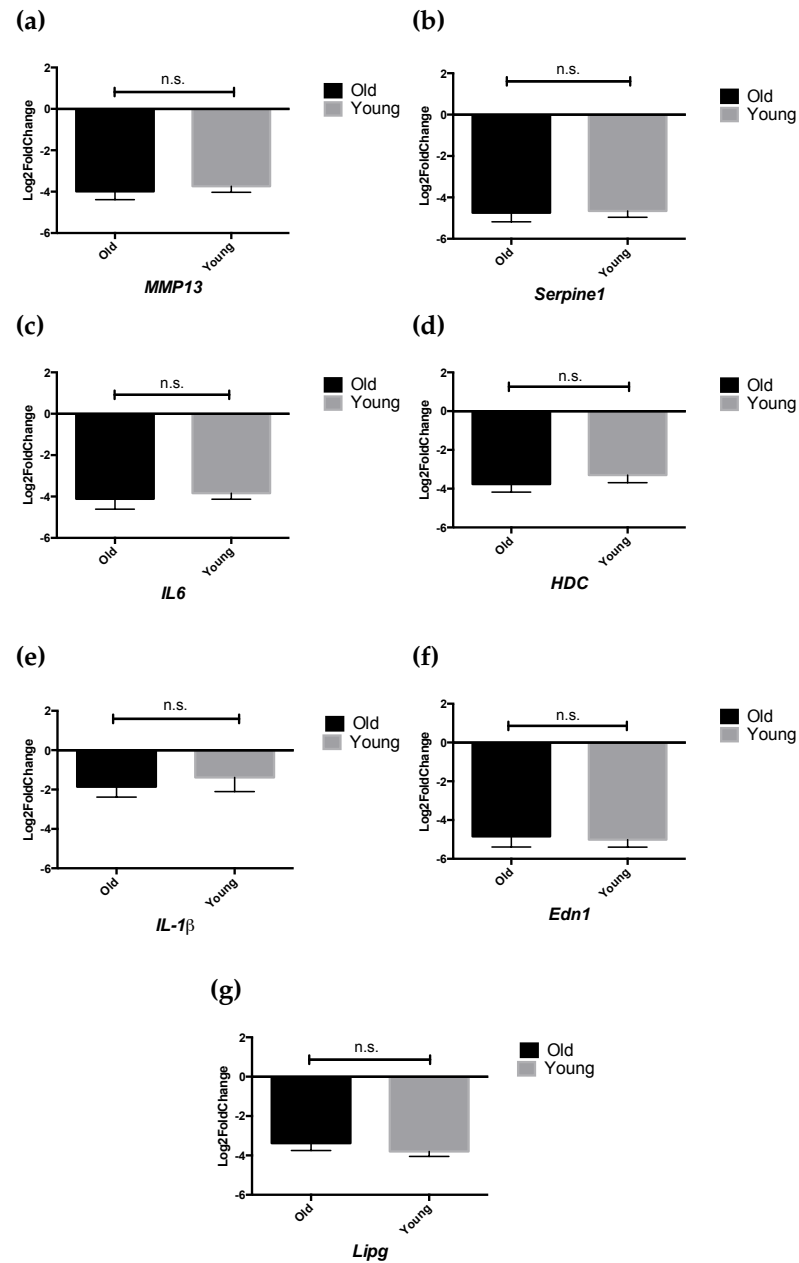 (a)
n.s.
Old
Young
Log2FoldChange
2
0
-2
-4
-6
Old
Young
MMP13
(b)
n.s.
Old
Young
Log2FoldChange
2
0
-2
-4
-6
Old
Young
Serpine1
(c)
n.s.
Old
Young
Log2FoldChange
2
0
-2
-4
-6
Old
Young
IL6
(d)
n.s.
Old
Young
Log2FoldChange
2
0
-2
-4
-6
Old
Young
HDC
(e)
n.s.
Old
Young
Log2FoldChange
2
0
-2
-4
-6
Old
Young
IL-1β
(f)
n.s.
Old
Young
Log2FoldChange
2
0
-2
-4
-6
Old
Young
Edn1
(g)
n.s.
Old
Young
Log2FoldChange
2
0
-2
-4
-6
Old
Young
Lipg